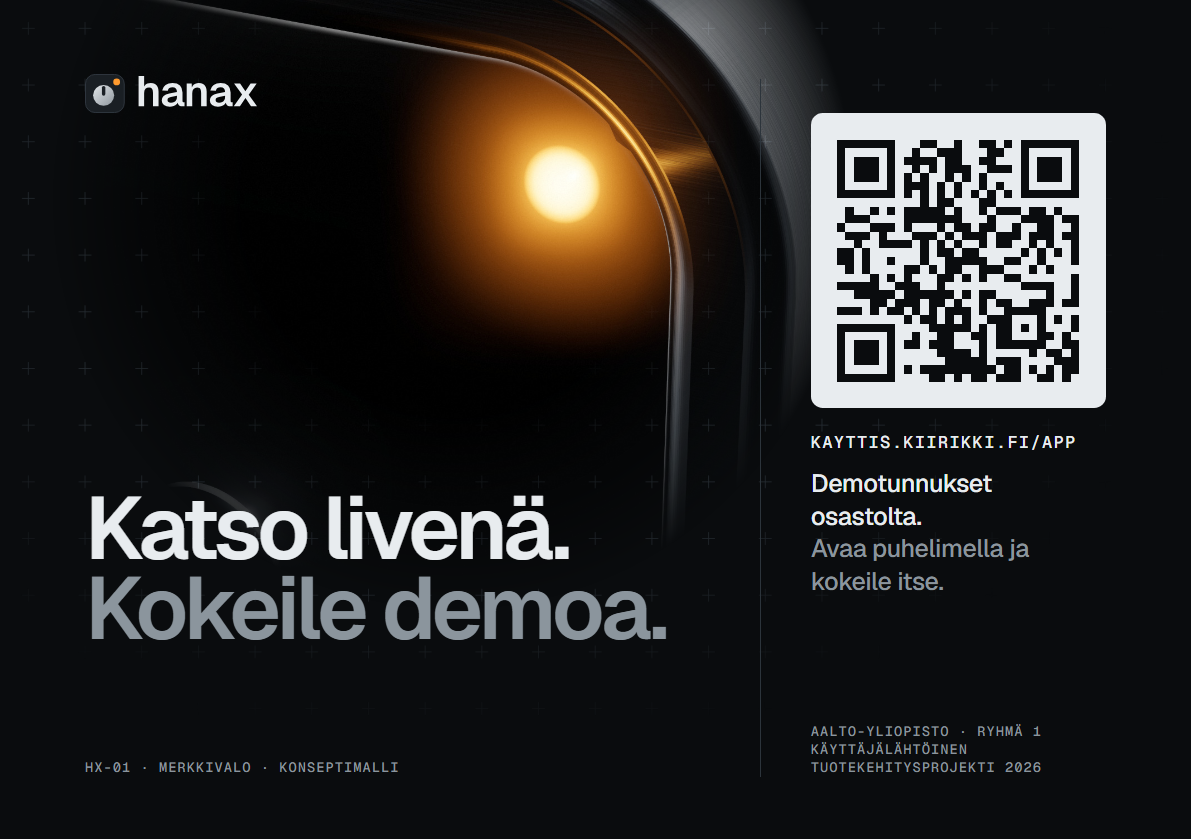 hanax
Katso livenä.
Kokeile demoa.
HX-01 · MERKKIVALO · KONSEPTIMALLI
KAYTTIS.KIIRIKKI.FI/APP
Demotunnukset
osastolta.
Avaa puhelimella ja
kokeile itse.
AALTO-YLIOPISTO · RYHMÄ 1
KÄYTTÄJÄLÄHTÖINEN
TUOTEKEHITYSPROJEKTI 2026